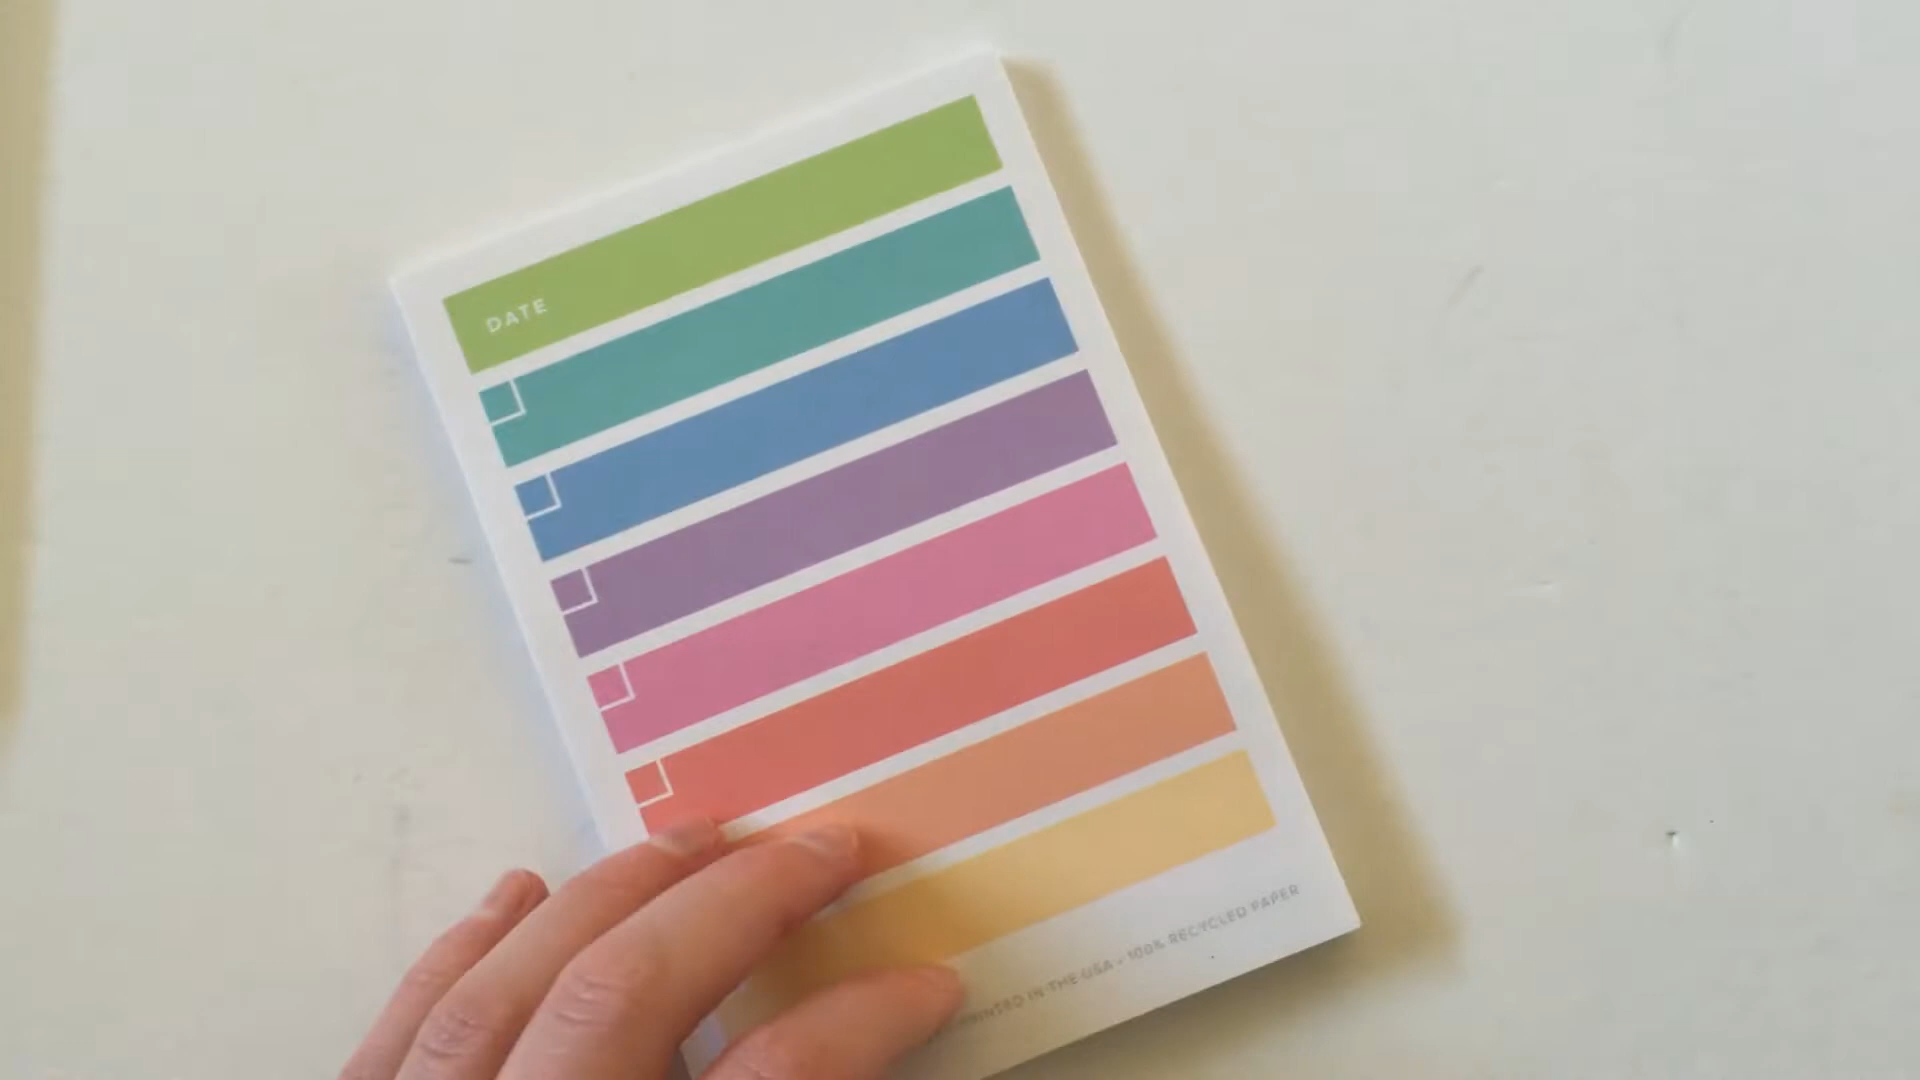 DATE
IN THE USA - 100% RECYCLED PAPER